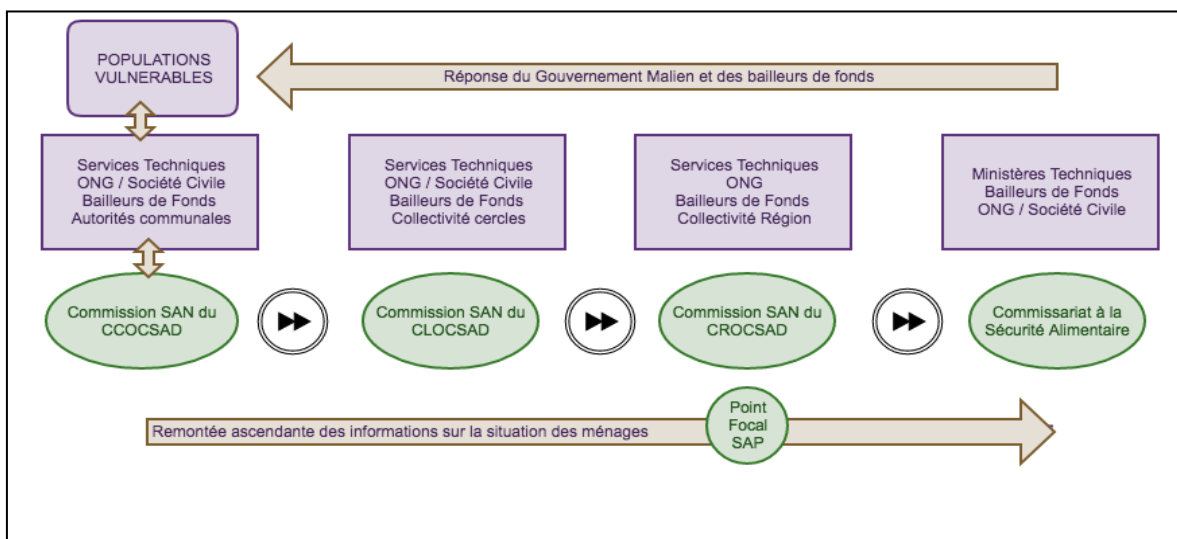 POPULATIONS
VULNERABLES
Réponse du Gouvernement Malien et des bailleurs de fonds
Services Techniques
ONG / Société Civile
Bailleurs de Fonds
Autorités communales
Services Techniques
ONG / Société Civile
Bailleurs de Fonds
Collectivité cercles
Services Techniques
ONG
Bailleurs de Fonds
Collectivité Région
Ministères Techniques
Bailleurs de Fonds
ONG / Société Civile
Commission SAN du
CCOCSAD
Commission SAN du
CLOCSAD
Commission SAN du
CROCSAD
Commissariat à la
Sécurité Alimentaire
Remontée ascendante des informations sur la situation des ménages
Point
Focal
SAP